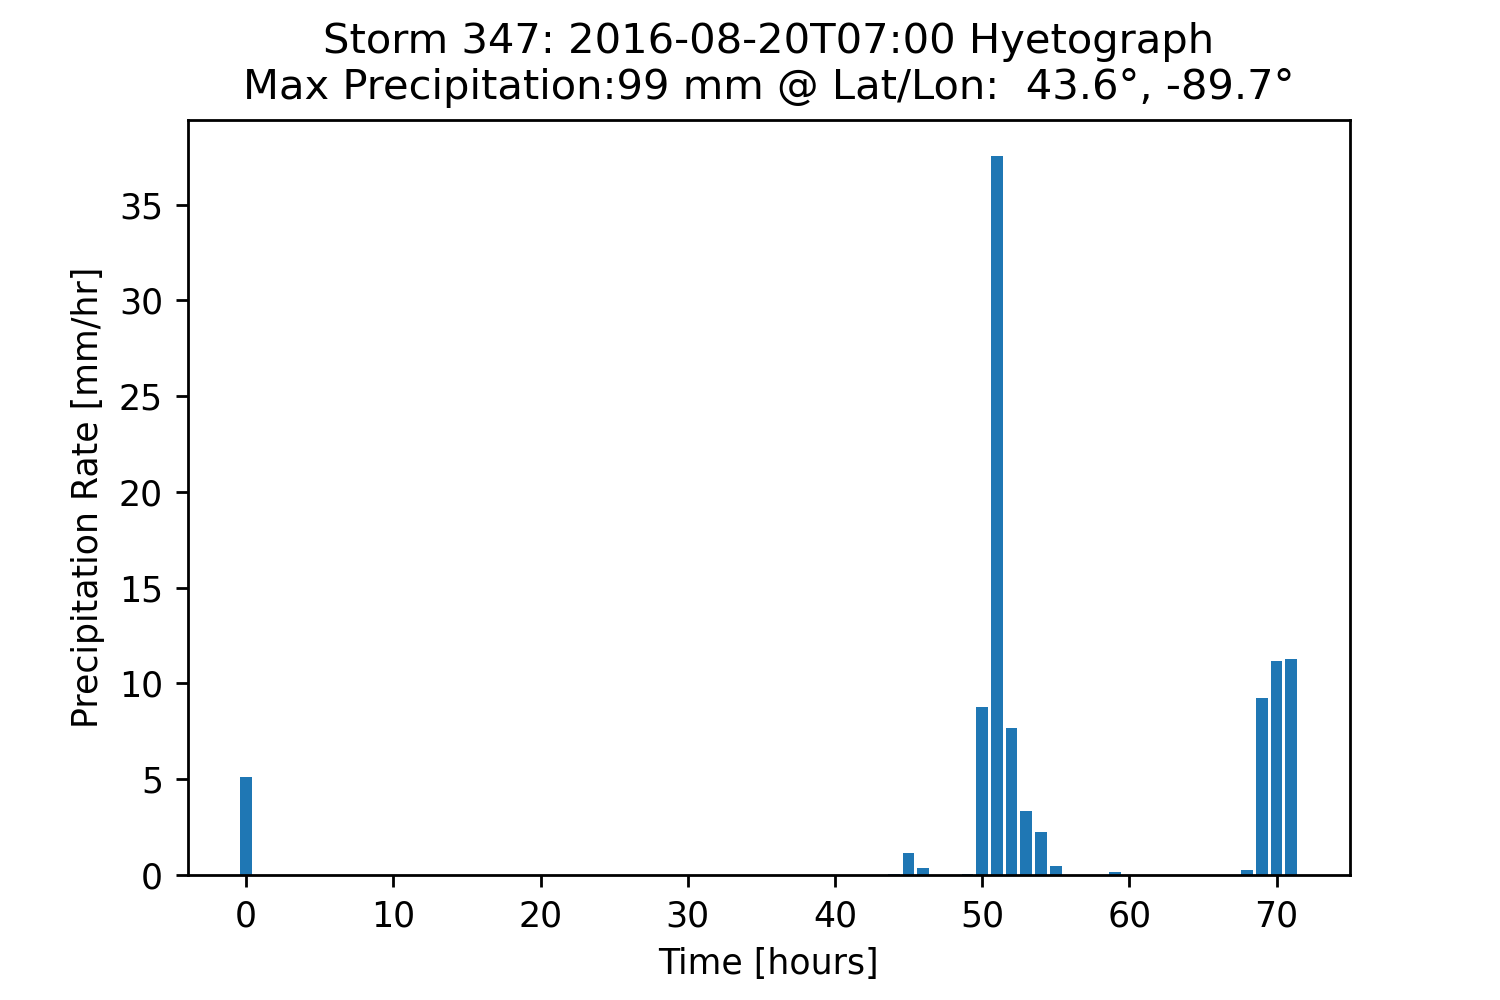 Storm 347: 2016-08-20T07:00 Hyetograph
Max Precipitation:99 mm @ Lat/Lon:  43.6°, -89.7°
Precipitation Rate [mm/hr]
35
30
25
20
15
10
5
0
0 10 20 30 40 50 60 70
Time [hours]